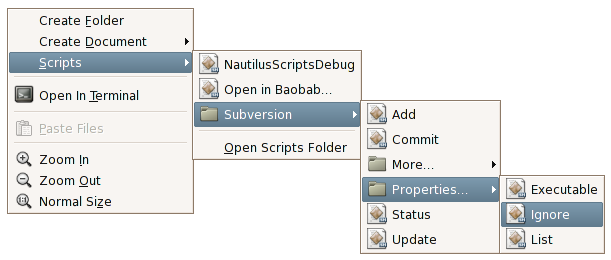 Create Folder
Create Document
Scripts
Open In Terminal
Paste Files
Zoom In
Zoom Out
Normal Size
NautilusScriptsDebug
Open in Baobab...
Subversion
Open Scripts Folder
Add
Commit
More...
Properties...
Status
Update
Executable
Ignore
List